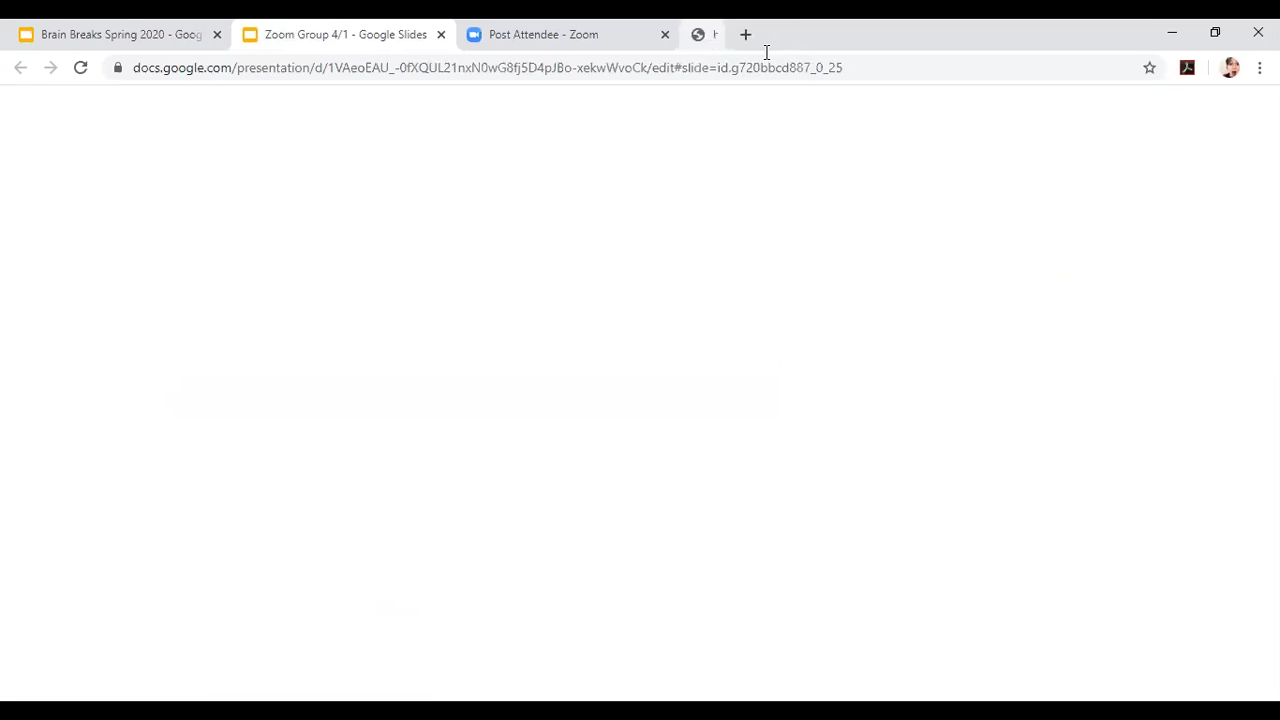 Brain Breaks Spring 2020 - Goog
Zoom Group 4/1 - Google Slides
Post Attendee - Zoom
docs.google.com/presentation/d/1VAeoEAU_-0fXQUL21nxN0wG8fj5D4pJBo-xekwWvoCk/edit#slide=id.g720bbcd887_0_25